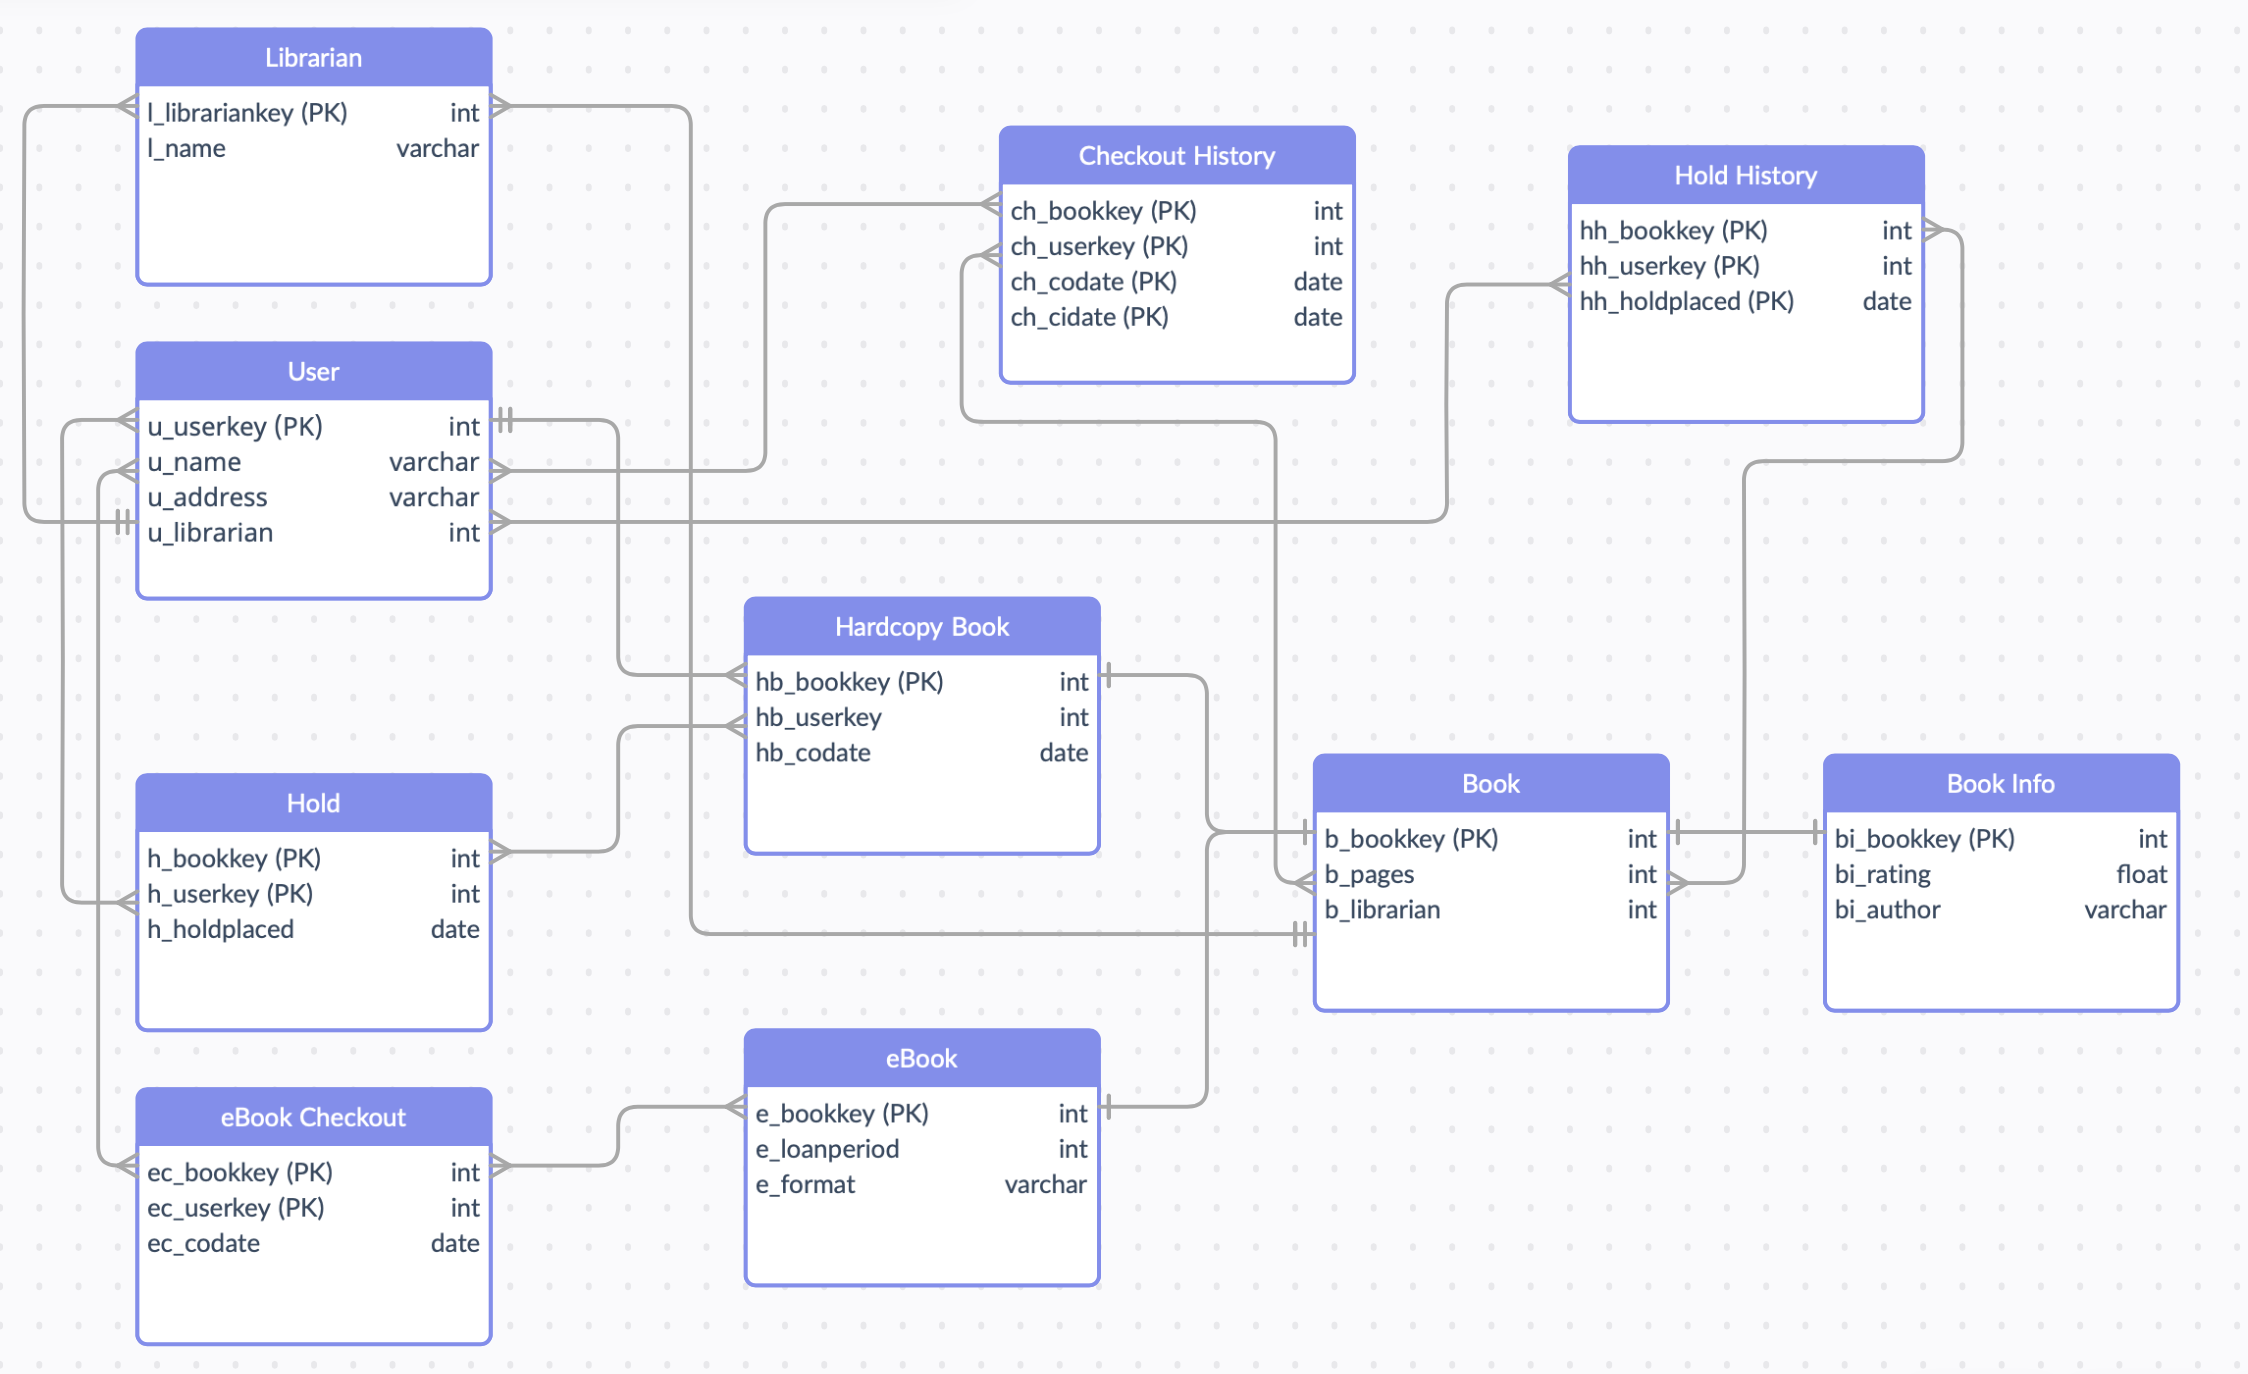 Librarian
l_librariankey (PK) int
l_name varchar
User
u_userkey (PK) int
u_name varchar
u_address varchar
u_librarian int
Hold
h_bookkey (PK) int
h_userkey (PK) int
h_holdplaced date
eBook Checkout
ec_bookkey (PK) int
ec_userkey (PK) int
ec_codate date
Hardcopy Book
hb_bookkey (PK) int
hb_userkey int
hb_codate date
eBook
e_bookkey (PK) int
e_loanperiod int
e_format varchar
Checkout History
ch_bookkey (PK) int
ch_userkey (PK) int
ch_codate (PK) date
ch_cidate (PK) date
Hold History
hh_bookkey (PK) int
hh_userkey (PK) int
hh_holdplaced (PK) date
Book
b_bookkey (PK) int
b_pages int
b_librarian int
Book Info
bi_bookkey (PK) int
bi_rating float
bi_author varchar